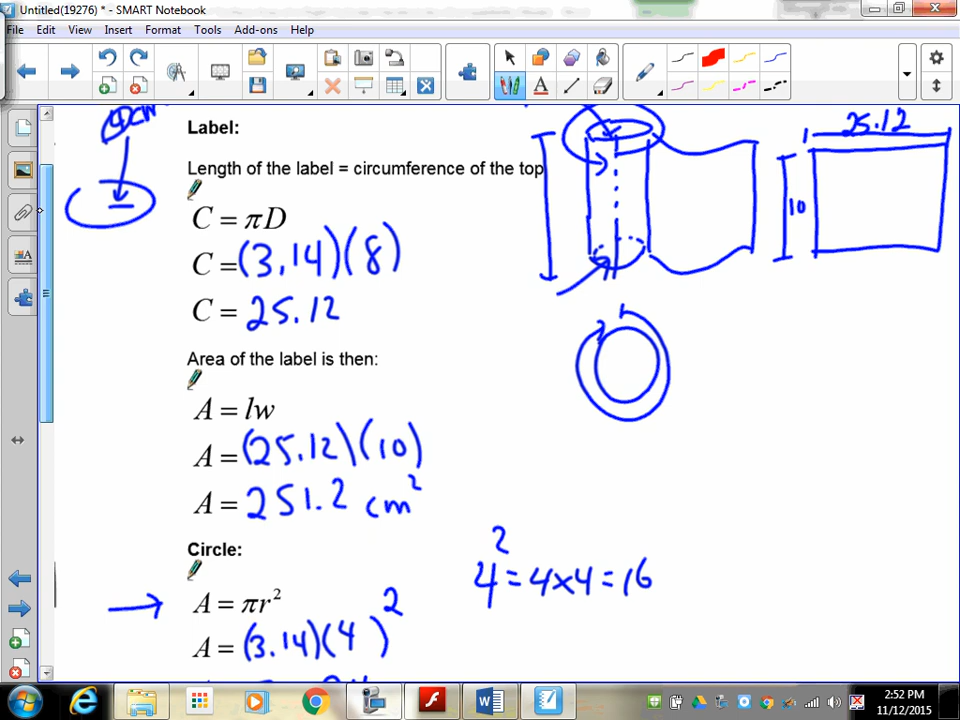 Untitled(19276) * - SMART Notebook
File Edit View Insert Format Tools Add-ons Help
4cm
Label:
25.12
Length of the label = circumference of the top
10
C = πD
C = (3.14)(8)
C = 25.12
Area of the label is then:
A = lw
A = (25.12)(10)
A = 251.2 cm²
Circle:
4² = 4x4 = 16
A = πr²
A = (3.14)(4)²
2:52 PM
11/12/2015